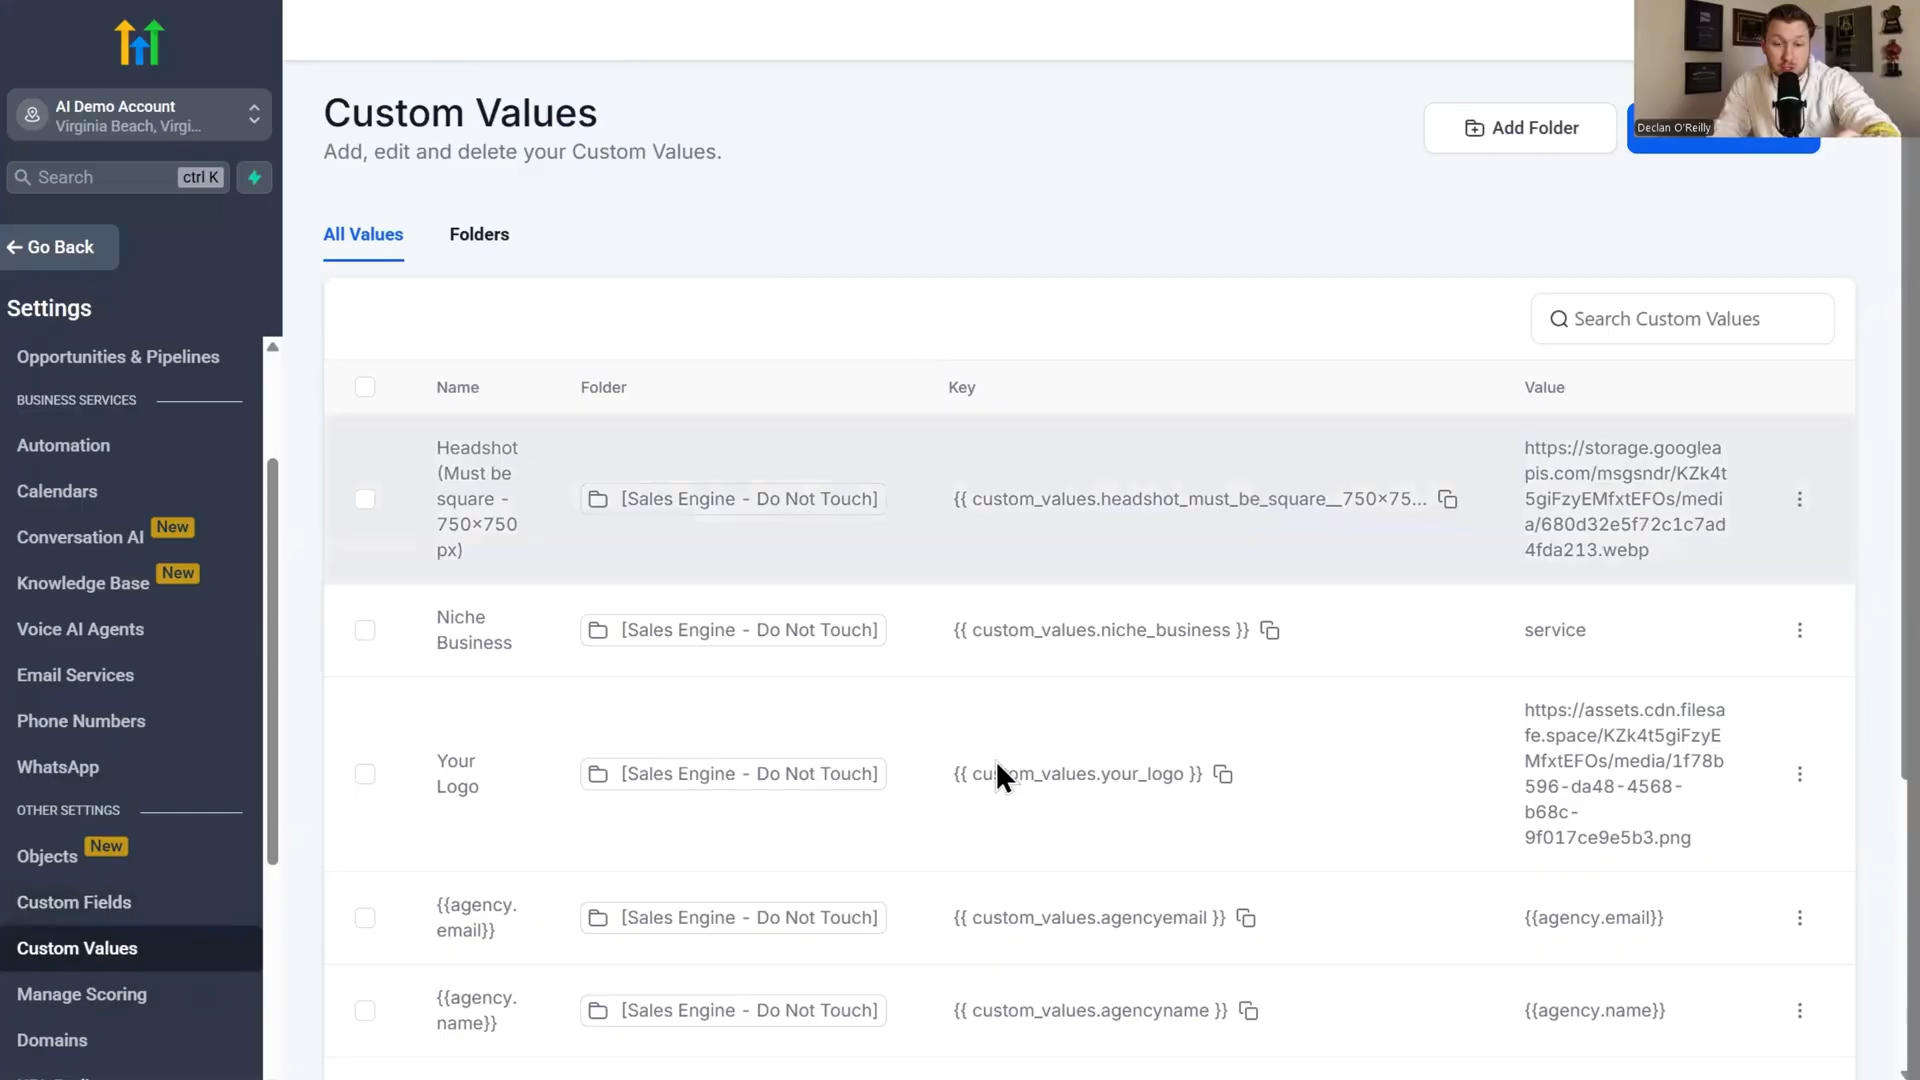 AI Demo Account
Virginia Beach, Virgi...
Search
ctrl K
Go Back
Settings
Opportunities & Pipelines
BUSINESS SERVICES
Automation
Calendars
Conversation AI
New
Knowledge Base
New
Voice AI Agents
Email Services
Phone Numbers
WhatsApp
OTHER SETTINGS
Objects
New
Custom Fields
Custom Values
Manage Scoring
Domains
Custom Values
Add, edit and delete your Custom Values.
Add Folder
Declan O'Reilly
All Values
Folders
Search Custom Values
Name
Folder
Key
Value
Headshot
(Must be
square -
750x750
px)
[Sales Engine - Do Not Touch]
{{ custom_values.headshot_must_be_square__750x75...
https://storage.googlea
pis.com/msgsndr/KZk4t
5giFzyEMfxtEFOs/medi
a/680d32e5f72c1c7ad
4fda213.webp
Niche
Business
[Sales Engine - Do Not Touch]
{{ custom_values.niche_business }}
service
Your
Logo
[Sales Engine - Do Not Touch]
{{ custom_values.your_logo }}
https://assets.cdn.filesa
fe.space/KZk4t5giFzyE
MfxtEFOs/media/1f78b
596-da48-4568-
b68c-
9f017ce9e5b3.png
{{agency.
email}}
[Sales Engine - Do Not Touch]
{{ custom_values.agencyemail }}
{{agency.email}}
{{agency.
name}}
[Sales Engine - Do Not Touch]
{{ custom_values.agencyname }}
{{agency.name}}